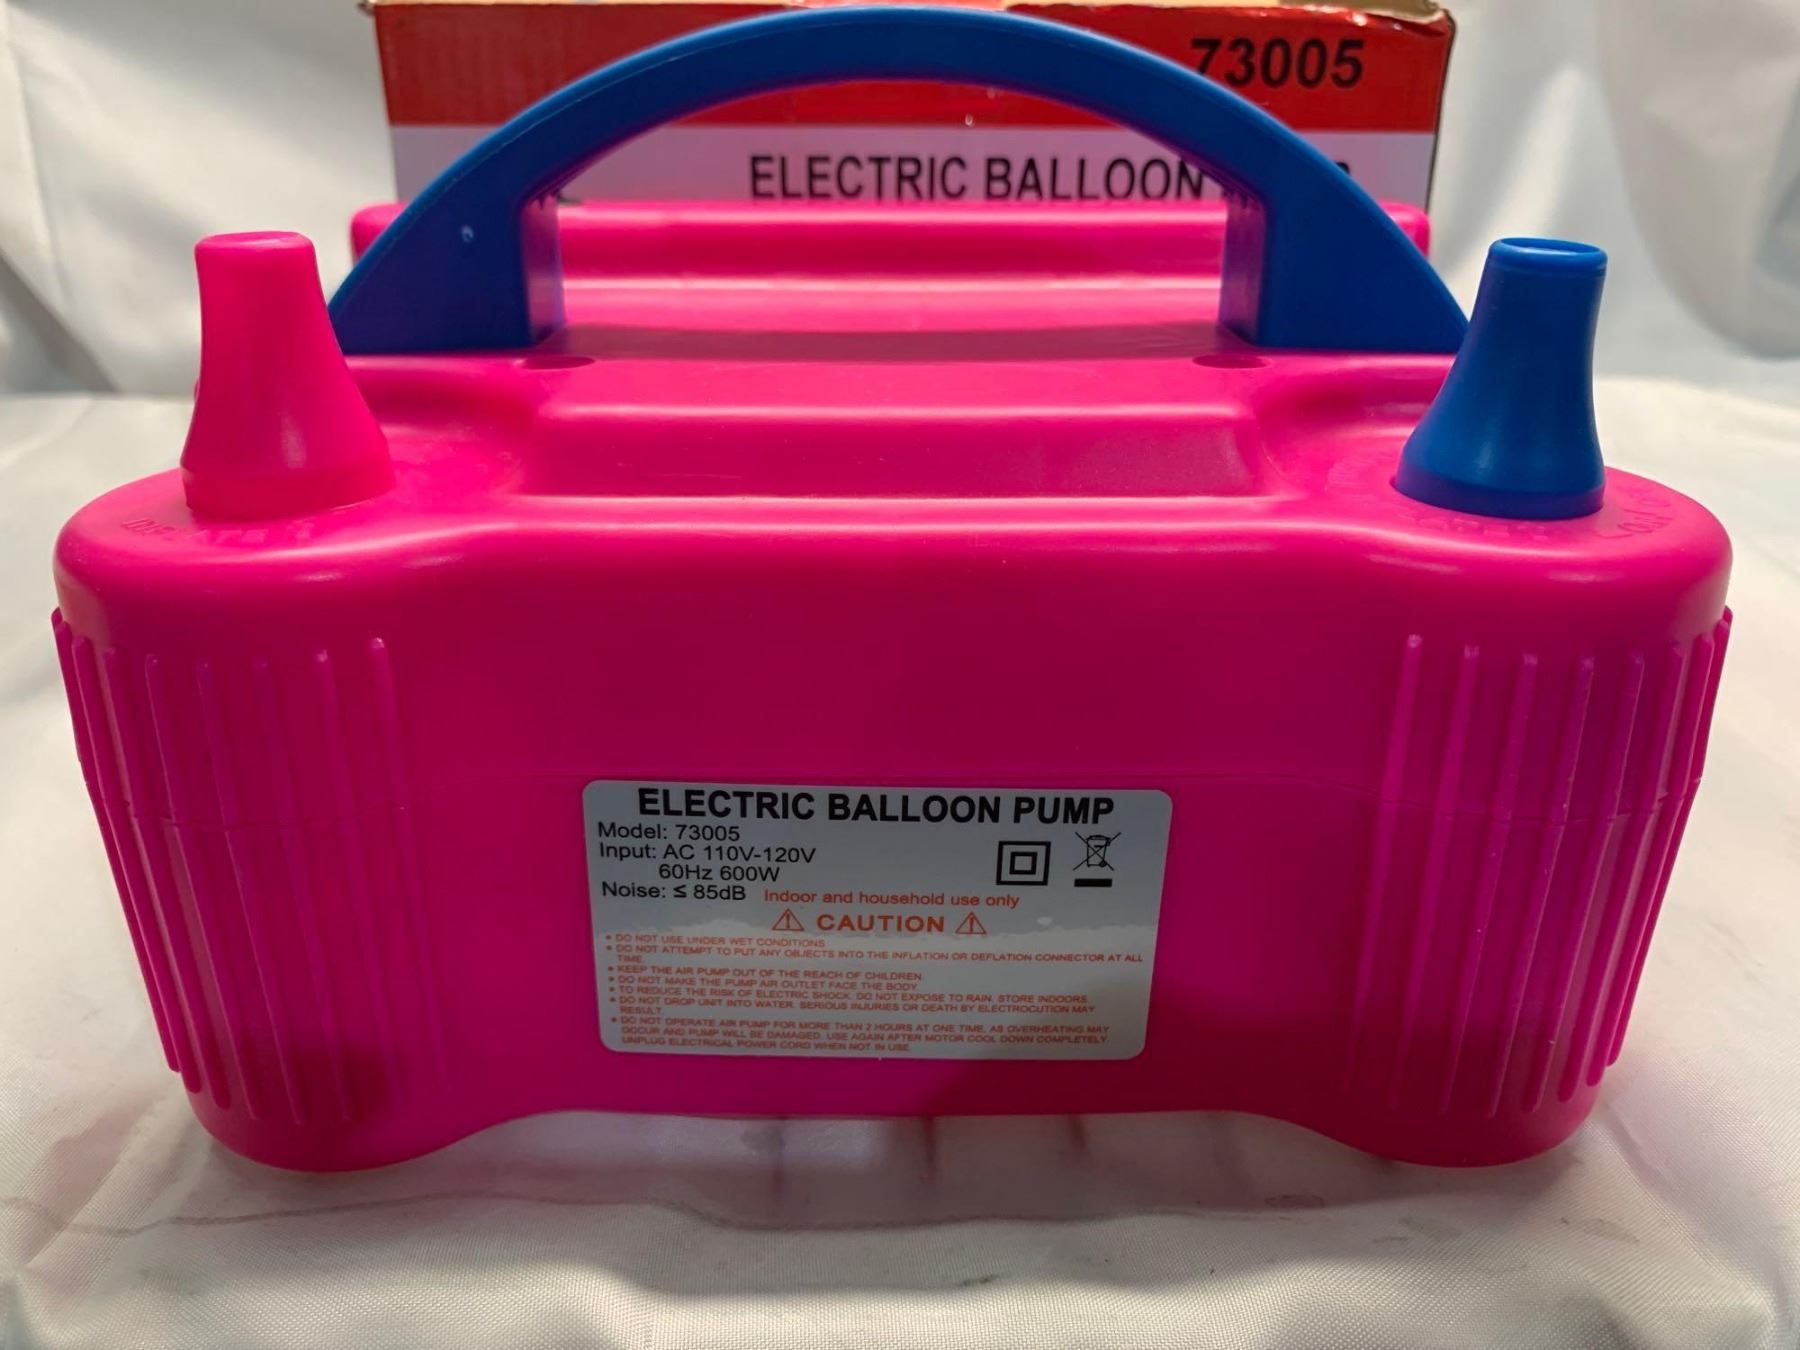 73005
ELECTRIC BALLOON
ELECTRIC BALLOON PUMP
Model: 73005
Input: AC 110V-120V
60Hz 600W
Noise: ≤ 85dB
Indoor and household use only
CAUTION
• DO NOT USE UNDER WET CONDITIONS
• DO NOT ATTEMPT TO PUT ANY OBJECTS INTO THE INFLATION OR DEFLATION CONNECTOR AT ALL
TIME.
• KEEP THE AIR PUMP OUT OF THE REACH OF CHILDREN
• DO NOT MAKE THE PUMP AIR OUTLET FACE THE BODY.
• TO REDUCE THE RISK OF ELECTRIC SHOCK. DO NOT EXPOSE TO RAIN. STORE INDOORS.
• DO NOT DROP UNIT INTO WATER. SERIOUS INJURIES OR DEATH BY ELECTROCUTION MAY
RESULT.
• DO NOT OPERATE AIR PUMP FOR MORE THAN 2 HOURS AT ONE TIME, AS OVERHEATING MAY
OCCUR AND PUMP WILL BE DAMAGED. USE AGAIN AFTER MOTOR COOL DOWN COMPLETELY.
UNPLUG ELECTRICAL POWER CORD WHEN NOT IN USE.